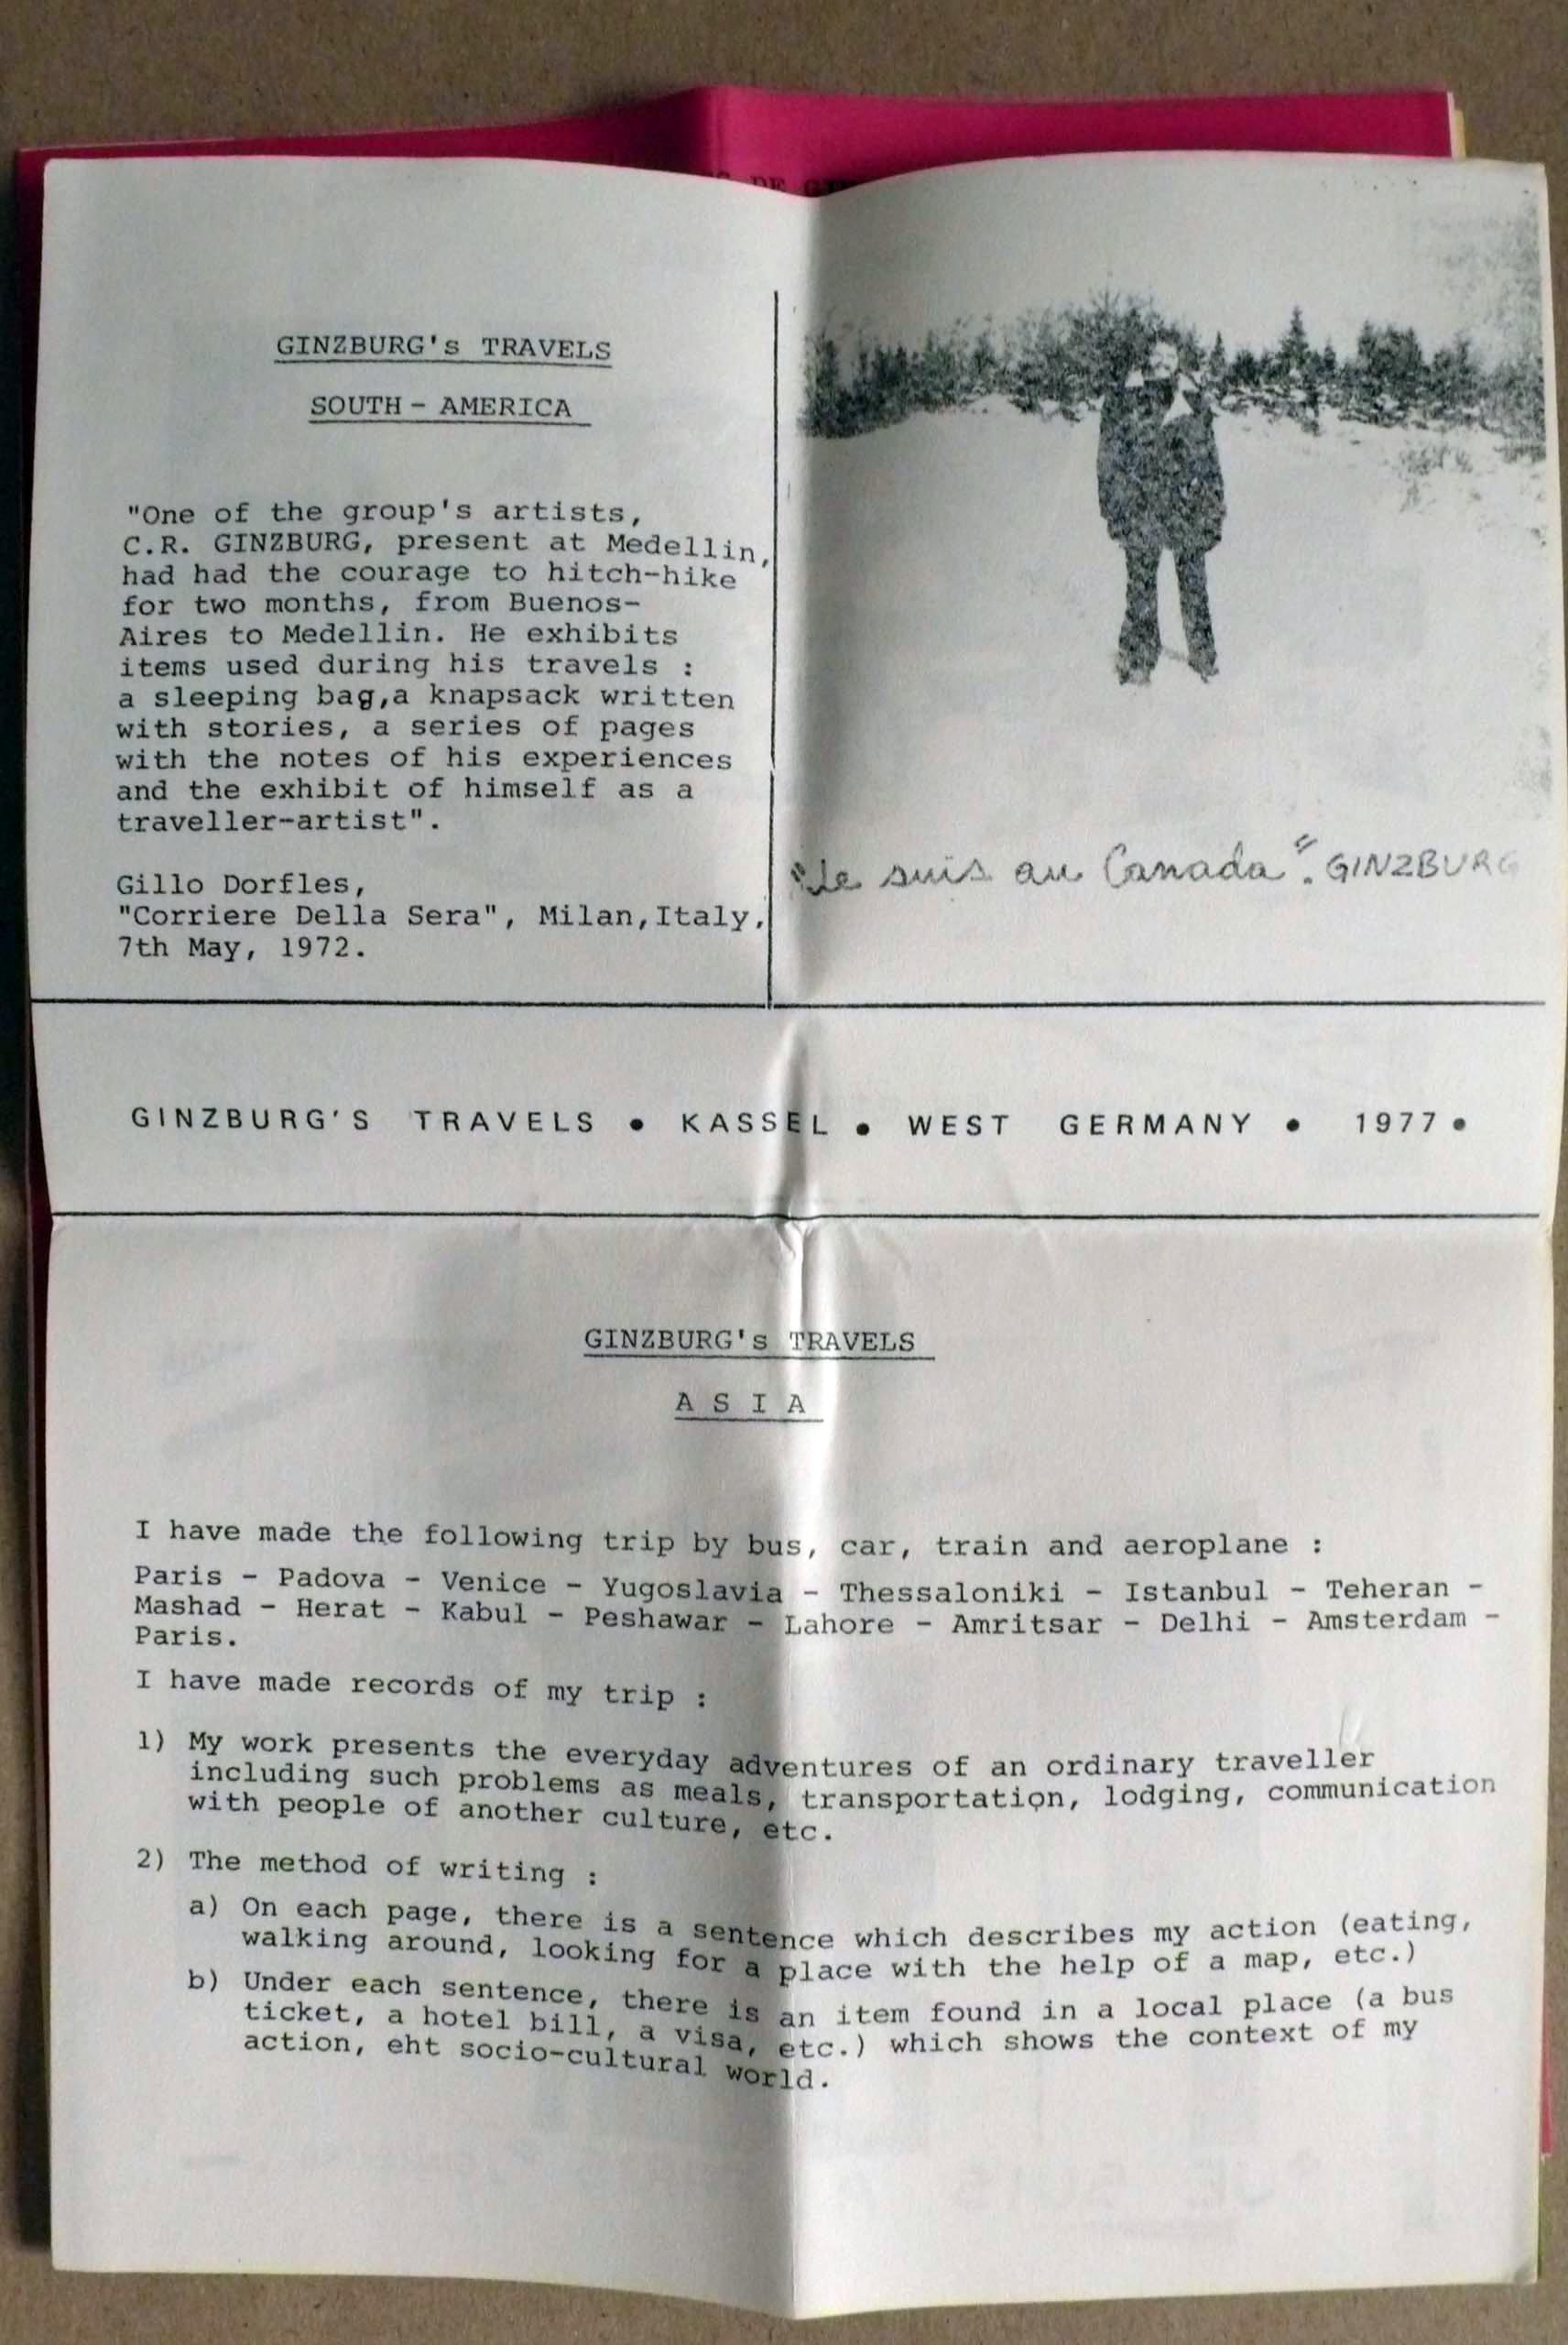 DE
GINZBURG's TRAVELS
SOUTH - AMERICA
"One of the group's artists,
C.R. GINZBURG, present at Medellin,
had had the courage to hitch-hike
for two months, from Buenos-
Aires to Medellin. He exhibits
items used during his travels :
a sleeping bag,a knapsack written
with stories, a series of pages
with the notes of his experiences
and the exhibit of himself as a
traveller-artist".
Gillo Dorfles,
"Corriere Della Sera", Milan,Italy,
7th May, 1972.
"Je suis au Canada". GINZBURG
GINZBURG'S TRAVELS • KASSEL • WEST GERMANY • 1977 •
GINZBURG's TRAVELS
A S I A
I have made the following trip by bus, car, train and aeroplane :
Paris - Padova - Venice - Yugoslavia - Thessaloniki - Istanbul - Teheran -
Mashad - Herat - Kabul - Peshawar - Lahore - Amritsar - Delhi - Amsterdam -
Paris.
I have made records of my trip :
1) My work presents the everyday adventures of an ordinary traveller
including such problems as meals, transportation, lodging, communication
with people of another culture, etc.
2) The method of writing :
a) On each page, there is a sentence which describes my action (eating,
walking around, looking for a place with the help of a map, etc.)
b) Under each sentence, there is an item found in a local place (a bus
ticket, a hotel bill, a visa, etc.) which shows the context of my
action, eht socio-cultural world.